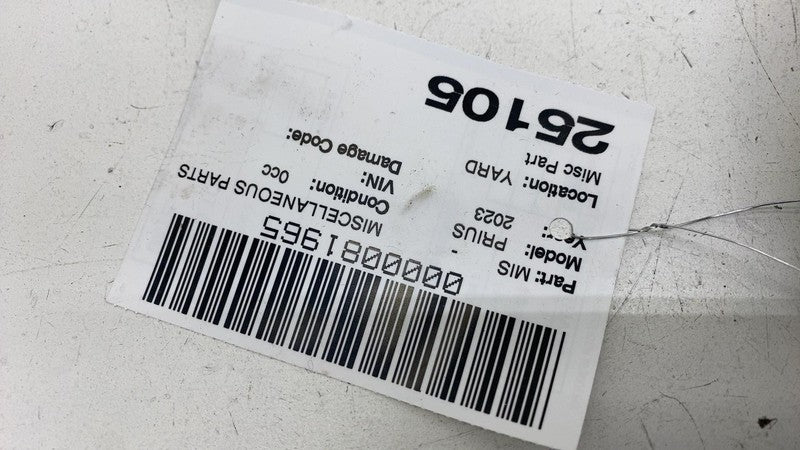 0000081965
Part: MIS - MISCELLANEOUS PARTS
Model: PRIUS Condition: 0cc
Year: 2023 VIN:
Location: YARD Damage Code:
Misc Part
25105